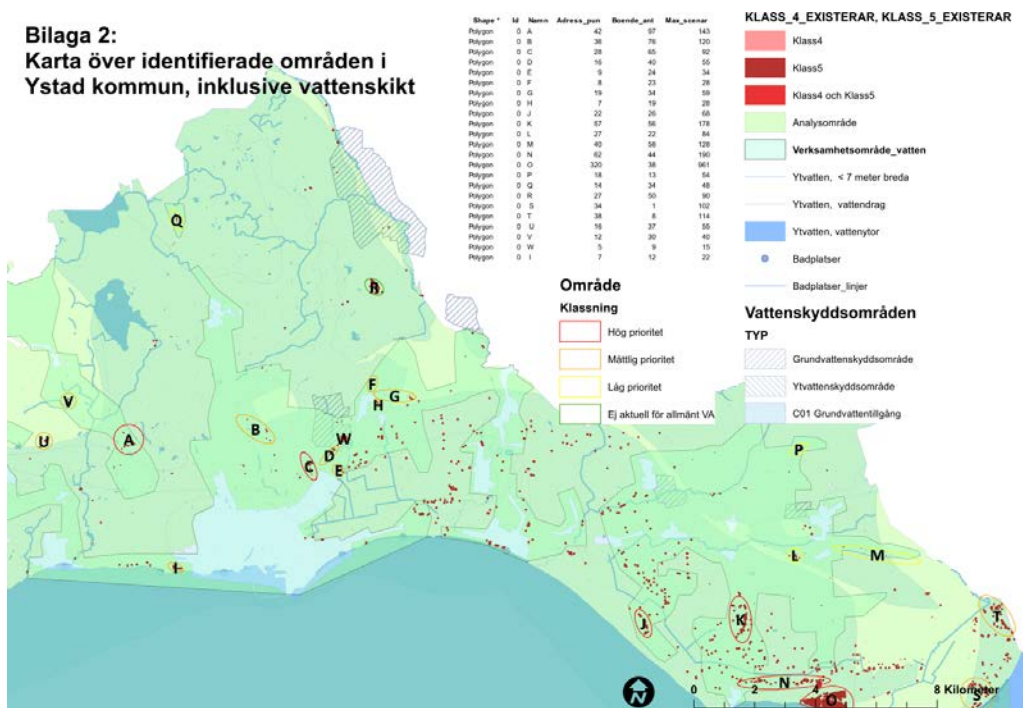 Bilaga 2:
Karta över identifierade områden i
Ystad kommun, inklusive vattenskikt
Shape * Id Namn Adress_pun Boende_ant Max_scenar
Polygon 0 A 42 97 143
Polygon 0 B 36 76 120
Polygon 0 C 28 65 92
Polygon 0 D 16 40 55
Polygon 0 E 9 24 34
Polygon 0 F 8 23 28
Polygon 0 G 19 34 59
Polygon 0 H 7 19 28
Polygon 0 J 22 26 68
Polygon 0 K 67 56 178
Polygon 0 L 27 22 84
Polygon 0 M 40 58 128
Polygon 0 N 62 44 190
Polygon 0 O 320 38 961
Polygon 0 P 18 13 54
Polygon 0 Q 14 34 48
Polygon 0 R 27 50 90
Polygon 0 S 34 1 102
Polygon 0 T 38 8 114
Polygon 0 U 16 37 55
Polygon 0 V 12 30 40
Polygon 0 W 5 9 15
Polygon 0 I 7 12 22
KLASS_4_EXISTERAR, KLASS_5_EXISTERAR
Klass4
Klass5
Klass4 och Klass5
Analysområde
Verksamhetsområde_vatten
Ytvatten, < 7 meter breda
Ytvatten, vattendrag
Ytvatten, vattenytor
Badplatser
Badplatser_linjer
Område
Klassning
Hög prioritet
Måttlig prioritet
Låg prioritet
Ej aktuell för allmänt VA
Vattenskyddsområden
TYP
Grundvattenskyddsområde
Ytvattenskyddsområde
C01 Grundvattentillgång
Q
R
F
G
H
V
U
A
B
W
D
C
E
I
P
L
M
J
K
T
N
O
S
N
0 2 4 8 Kilometer